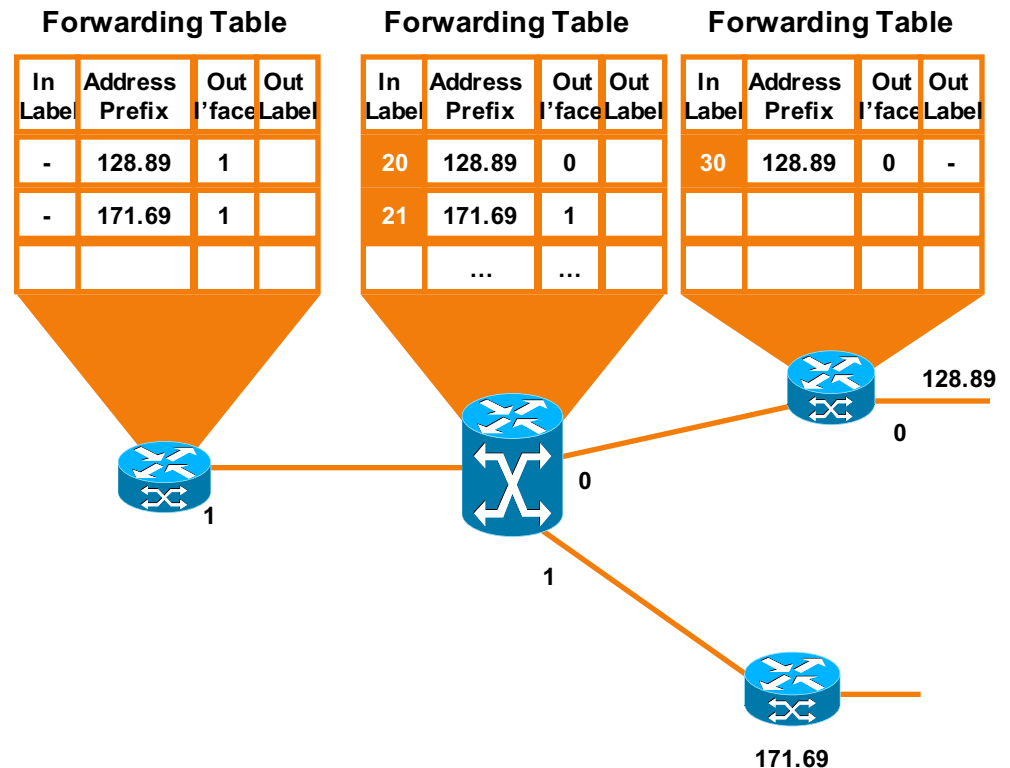 Forwarding Table
In Label Address Prefix Out I’face Out Label
- 128.89 1
- 171.69 1
Forwarding Table
In Label Address Prefix Out I’face Out Label
20 128.89 0
21 171.69 1
... ...
Forwarding Table
In Label Address Prefix Out I’face Out Label
30 128.89 0 -
128.89
0
0
1
1
171.69